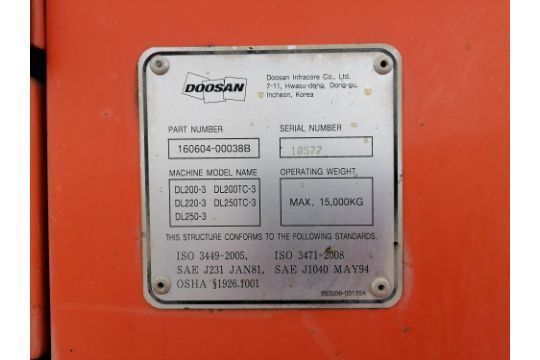 DOOSAN
Doosan Infracore Co., Ltd.
7-11, Hwasu-dong, Dong-gu,
Incheon, Korea
PART NUMBER
160604-00038B
SERIAL NUMBER
10577
MACHINE MODEL NAME
DL200-3 DL200TC-3
DL220-3 DL250TC-3
DL250-3
OPERATING WEIGHT
MAX. 15,000KG
THIS STRUCTURE CONFORMS TO THE FOLLOWING STANDARDS.
ISO 3449-2005, ISO 3471-2008
SAE J231 JAN81, SAE J1040 MAY94
OSHA §1926.1001
950209-03139A